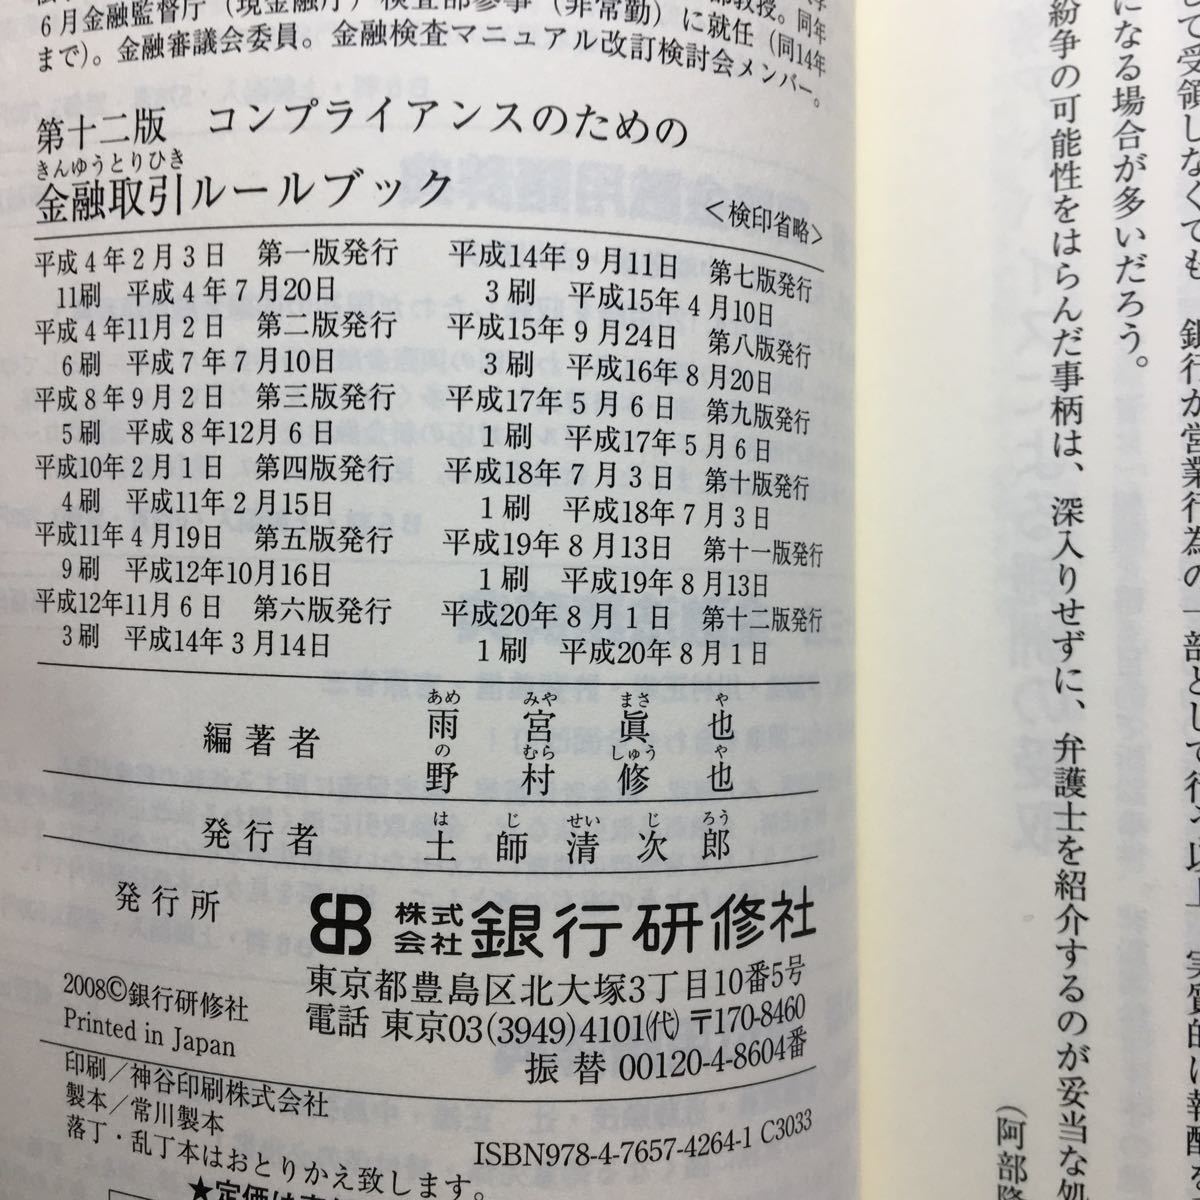 6月金融監督庁（現金融庁）検査部参事（非常勤）に就任（同14年
まで）。金融審議会委員。金融検査マニュアル改訂検討会メンバー。
第十二版 コンプライアンスのための
きんゆうとりひき
金融取引ルールブック
<検印省略>
平成4年2月3日 第一版発行
11刷 平成4年7月20日
平成4年11月2日 第二版発行
6刷 平成7年7月10日
平成8年9月2日 第三版発行
5刷 平成8年12月6日
平成10年2月1日 第四版発行
4刷 平成11年2月15日
平成11年4月19日 第五版発行
9刷 平成12年10月16日
平成12年11月6日 第六版発行
3刷 平成14年3月14日
平成14年9月11日 第七版発行
3刷 平成15年4月10日
平成15年9月24日 第八版発行
3刷 平成16年8月20日
平成17年5月6日 第九版発行
1刷 平成17年5月6日
平成18年7月3日 第十版発行
1刷 平成18年7月3日
平成19年8月13日 第十一版発行
1刷 平成19年8月13日
平成20年8月1日 第十二版発行
1刷 平成20年8月1日
あめ みや まさ や
編著者 雨宮眞也
の むら しゅう や
野村修也
は じ せい じ ろう
発行者 土師清次郎
発行所 株式会社 銀行研修社
東京都豊島区北大塚3丁目10番5号
電話 東京03(3949)4101(代) 〒170-8460
振替 00120-4-8604番
2008©銀行研修社
Printed in Japan
印刷／神谷印刷株式会社
製本／常川製本
落丁・乱丁本はおとりかえ致します。
ISBN978-4-7657-4264-1 C3033
して受領しなくても、銀行が営業行為の一部として行う以上、実質的に報酬
になる場合が多いだろう。
紛争の可能性をはらんだ事柄は、深入りせずに、弁護士を紹介するのが妥当な処
(阿部隆